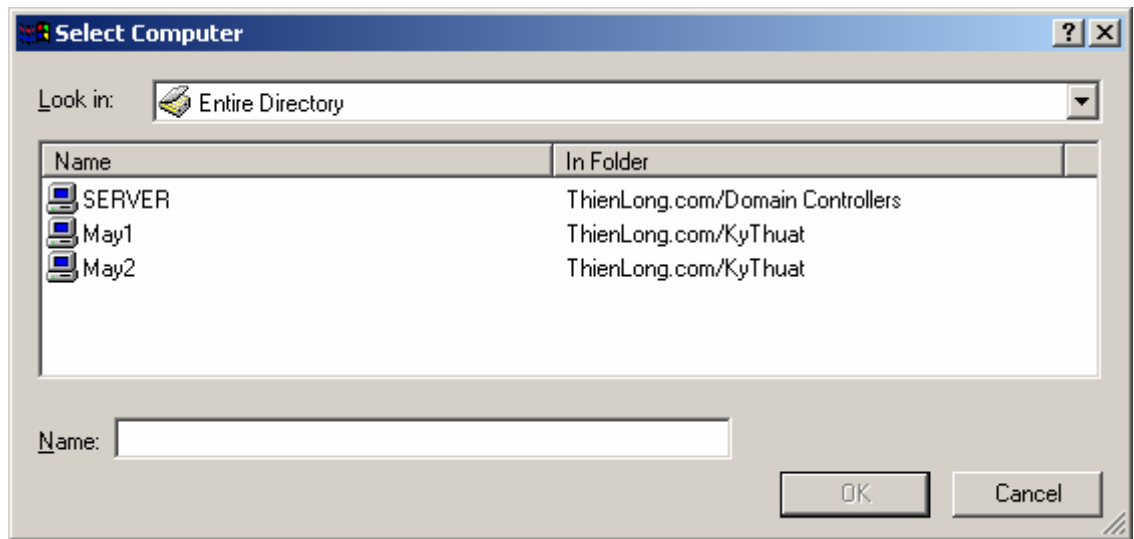 Select Computer
Look in: Entire Directory
Name In Folder
SERVER ThienLong.com/Domain Controllers
May1 ThienLong.com/KyThuat
May2 ThienLong.com/KyThuat
Name:
OK Cancel